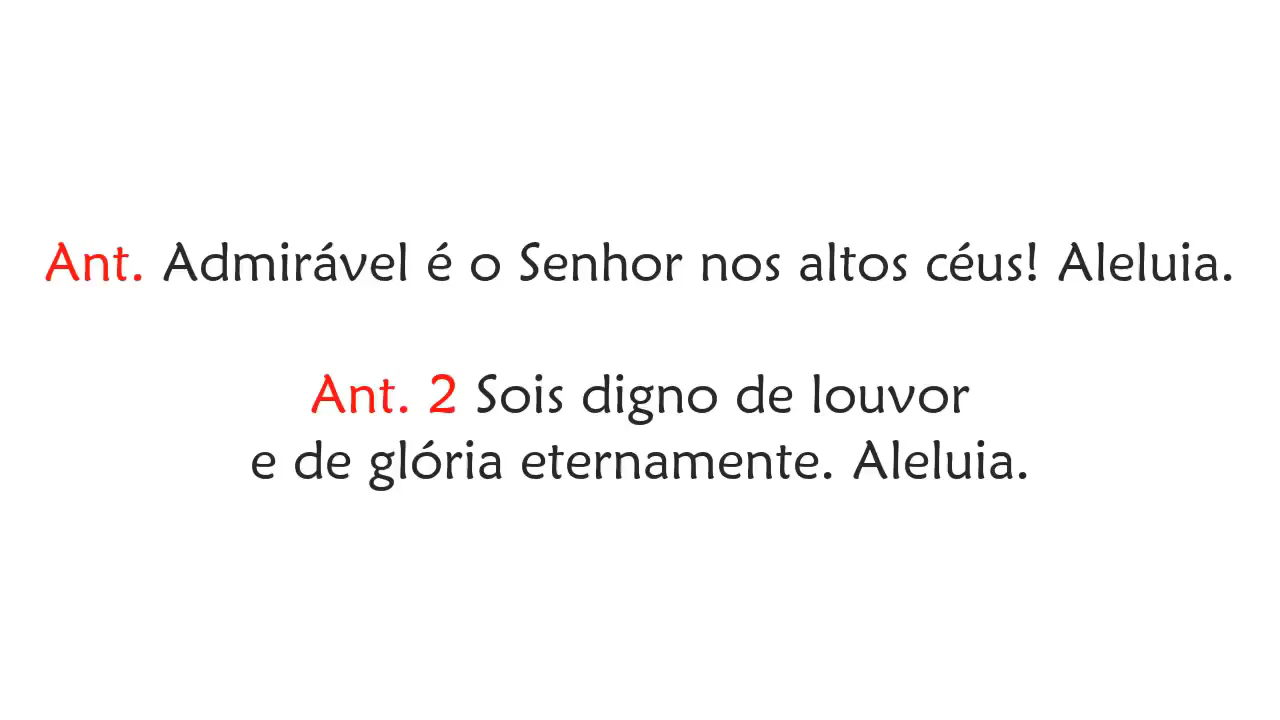 Ant. Admirável é o Senhor nos altos céus! Aleluia.
Ant. 2 Sois digno de louvor
e de glória eternamente. Aleluia.